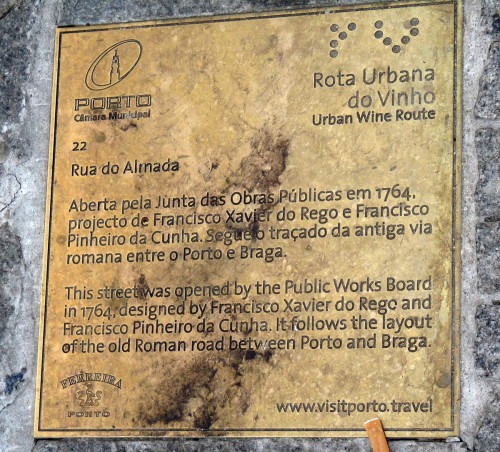 PORTO
Câmara Municipal
Rota Urbana
do Vinho
Urban Wine Route
22
Rua do Almada
Aberta pela Junta das Obras Públicas em 1764,
projecto de Francisco Xavier do Rego e Francisco
Pinheiro da Cunha. Segue o traçado da antiga via
romana entre o Porto e Braga.
This street was opened by the Public Works Board
in 1764, designed by Francisco Xavier do Rego and
Francisco Pinheiro da Cunha. It follows the layout
of the old Roman road between Porto and Braga.
FERREIRA
PORTO
www.visitporto.travel